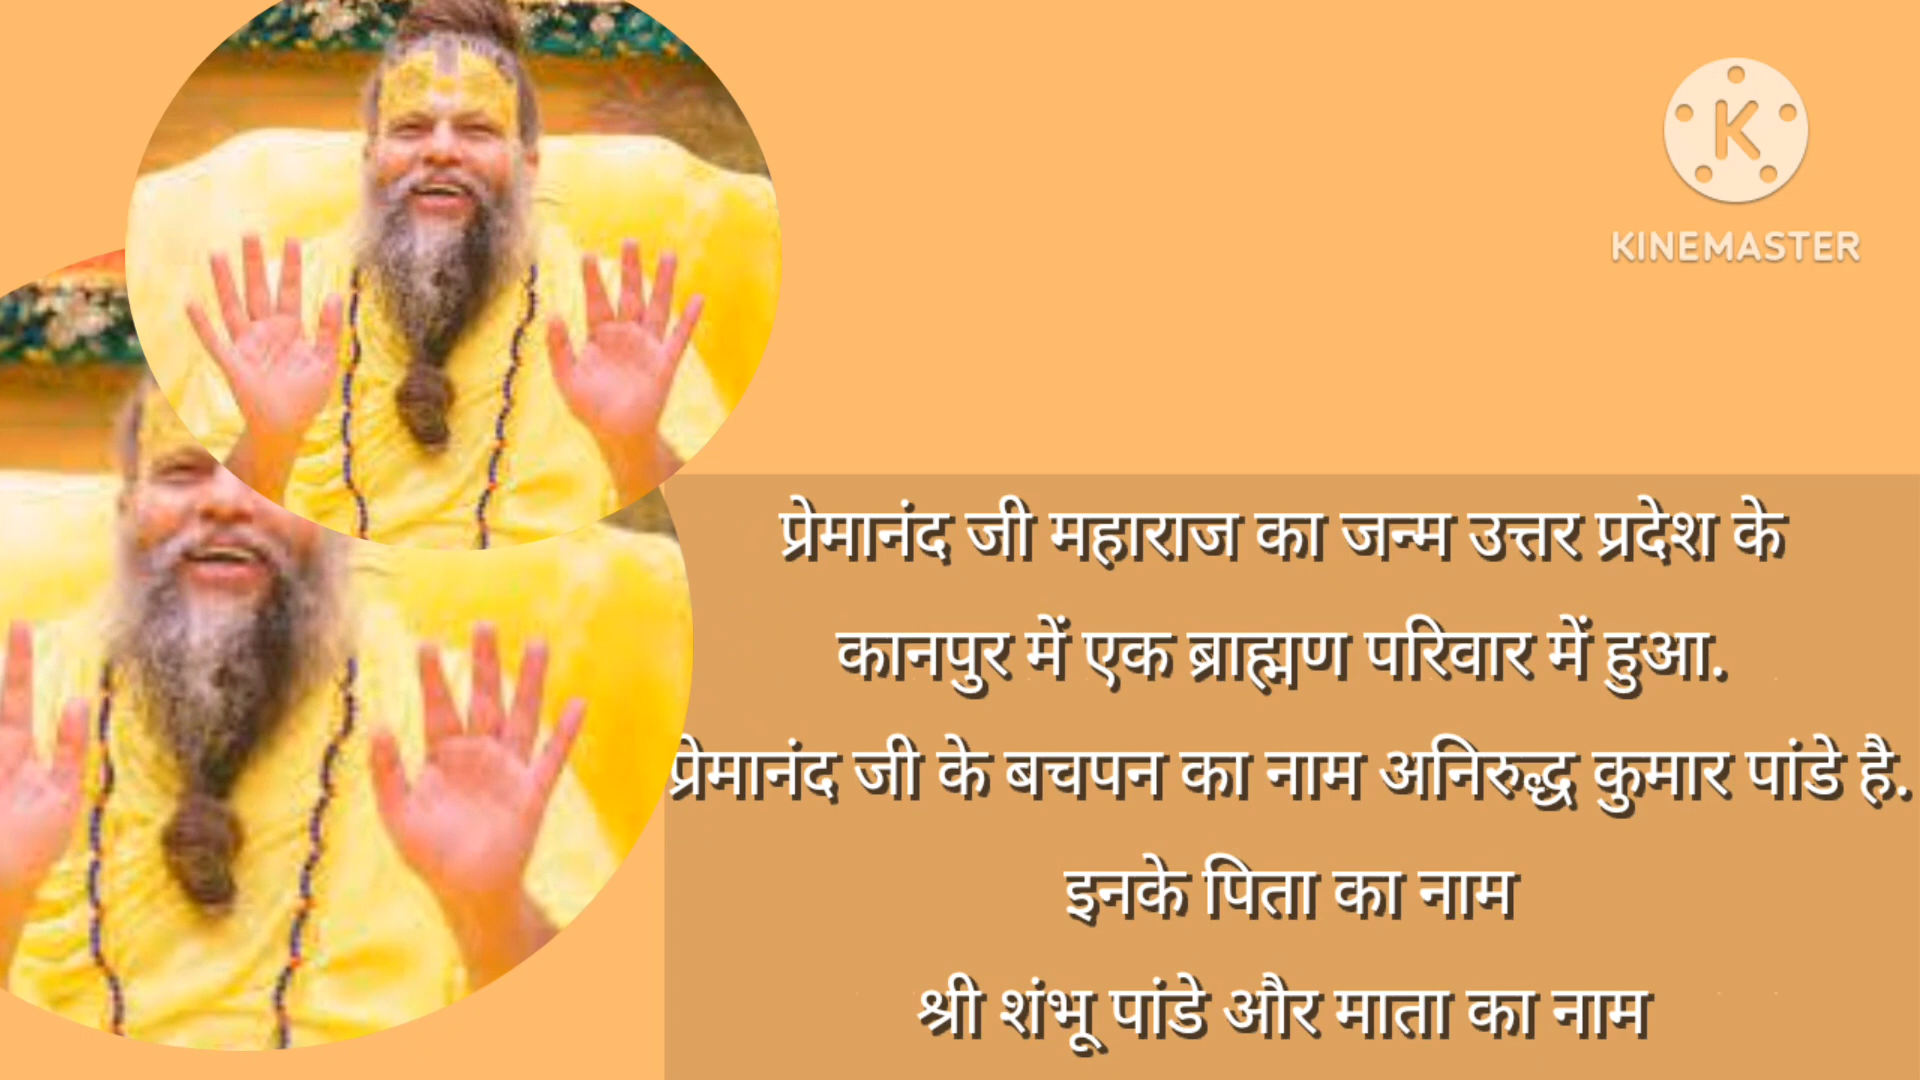 K
KINEMASTER
प्रेमानंद जी महाराज का जन्म उत्तर प्रदेश के
कानपुर में एक ब्राह्मण परिवार में हुआ.
प्रेमानंद जी के बचपन का नाम अनिरुद्ध कुमार पांडे है.
इनके पिता का नाम
श्री शंभू पांडे और माता का नाम